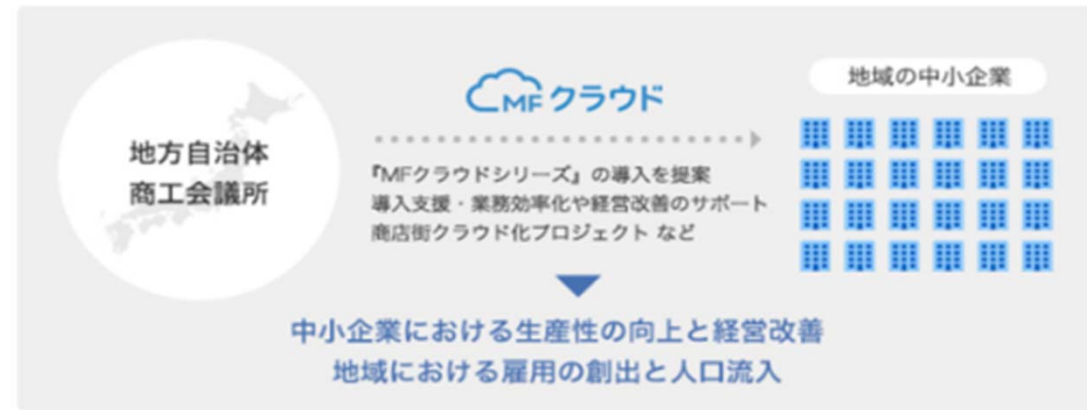 地方自治体
商工会議所
MFクラウド
『MFクラウドシリーズ』の導入を提案
導入支援・業務効率化や経営改善のサポート
商店街クラウド化プロジェクト など
地域の中小企業
中小企業における生産性の向上と経営改善
地域における雇用の創出と人口流入